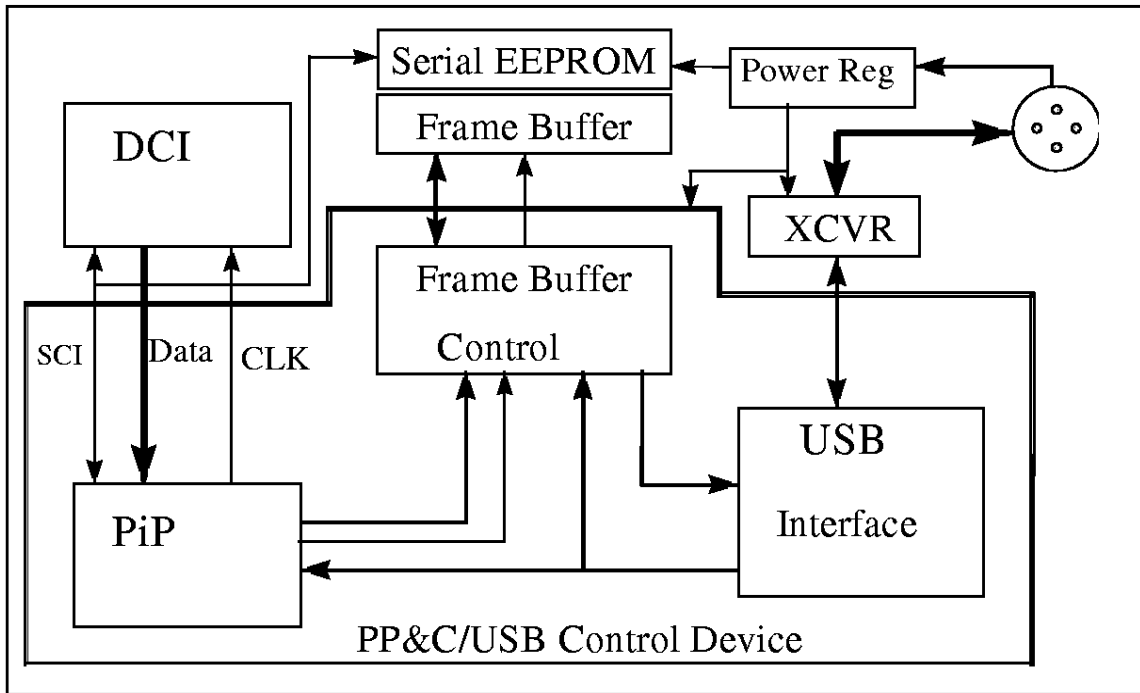 Serial EEPROM
Power Reg
Frame Buffer
DCI
XCVR
Frame Buffer
Control
SCI
Data
CLK
USB
Interface
PiP
PP&C/USB Control Device